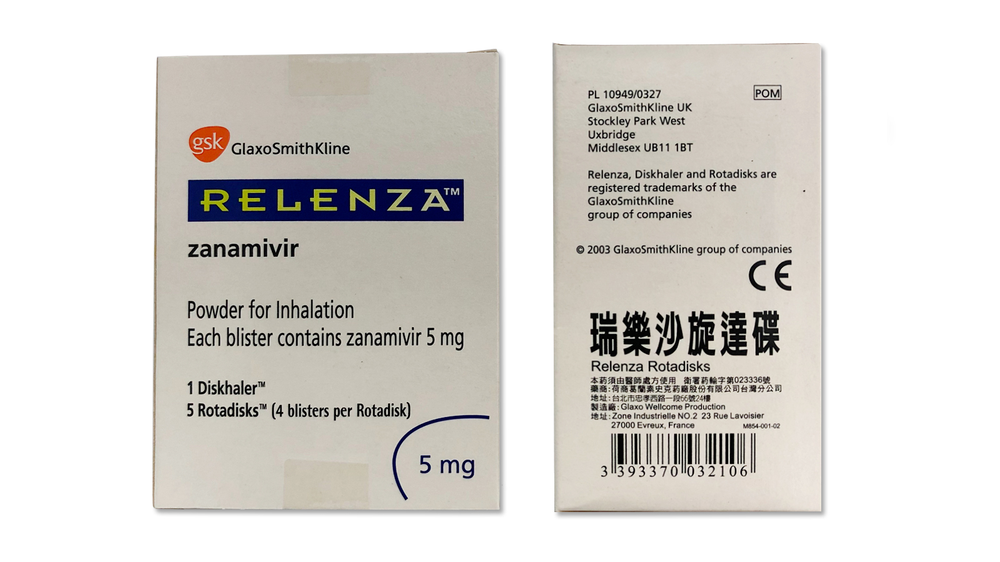 gsk GlaxoSmithKline
RELENZA™
zanamivir
Powder for Inhalation
Each blister contains zanamivir 5 mg
1 Diskhaler™
5 Rotadisks™ (4 blisters per Rotadisk)
5 mg
PL 10949/0327
POM
GlaxoSmithKline UK
Stockley Park West
Uxbridge
Middlesex UB11 1BT
Relenza, Diskhaler and Rotadisks are
registered trademarks of the
GlaxoSmithKline
group of companies
© 2003 GlaxoSmithKline group of companies
CE
瑞樂沙旋達碟
Relenza Rotadisks
本葯須由醫師處方使用 衛署葯輸字第023336號
藥商:荷商葛蘭素史克葯廠股份有限公司台灣分公司
地址:台北市忠孝西路一段66號24樓
製造廠:Glaxo Wellcome Production
地址:Zone Industrielle NO.2 23 Rue Lavoisier
27000 Evreux, France M854-001-02
3 393370 032106